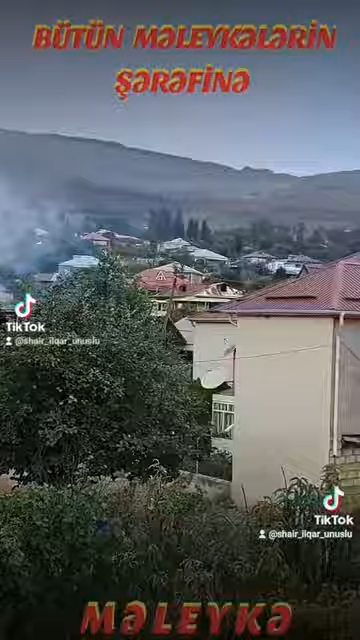 BÜTÜN MƏLEYKƏLƏRİN
ŞƏRƏFİNƏ
TikTok
@shair_ilqar_unuslu
TikTok
@shair_ilqar_unuslu
MƏLEYKƏ